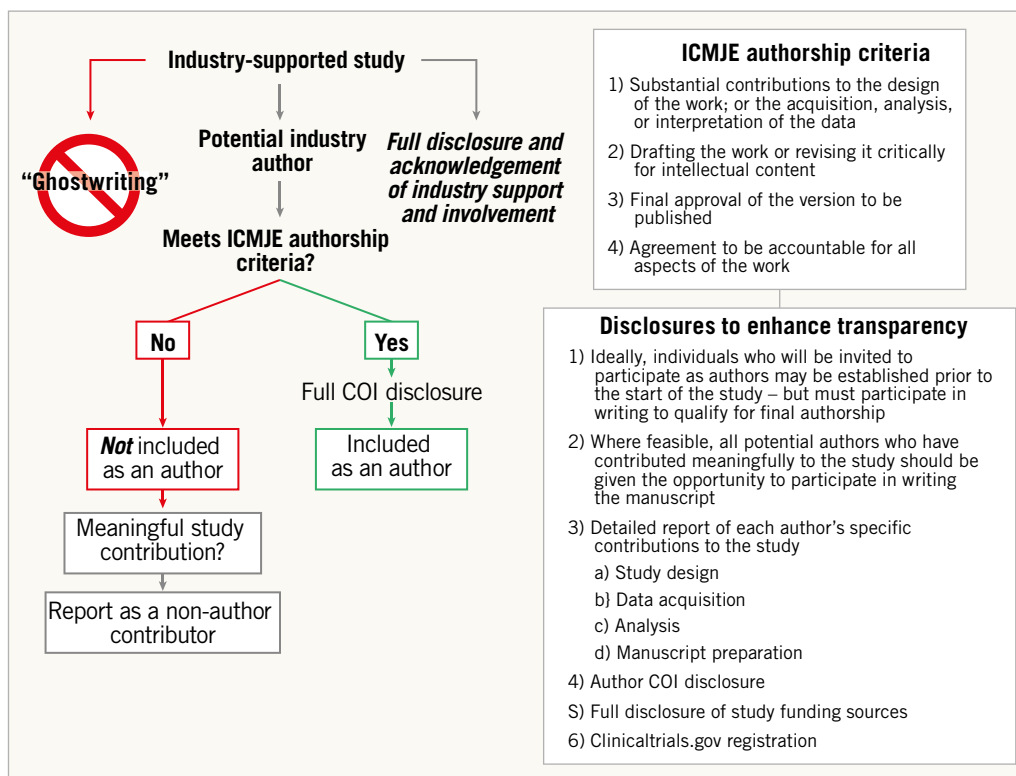 Industry-supported study
"Ghostwriting"
Potential industry
author
Full disclosure and
acknowledgement
of industry support
and involvement
Meets ICMJE authorship
criteria?
No
Yes
Full COI disclosure
Not included
as an author
Included
as an author
Meaningful study
contribution?
Report as a non-author
contributor
ICMJE authorship criteria
1) Substantial contributions to the design
of the work; or the acquisition, analysis,
or interpretation of the data
2) Drafting the work or revising it critically
for intellectual content
3) Final approval of the version to be
published
4) Agreement to be accountable for all
aspects of the work
Disclosures to enhance transparency
1) Ideally, individuals who will be invited to
participate as authors may be established prior to
the start of the study – but must participate in
writing to qualify for final authorship
2) Where feasible, all potential authors who have
contributed meaningfully to the study should be
given the opportunity to participate in writing
the manuscript
3) Detailed report of each author's specific
contributions to the study
a) Study design
b} Data acquisition
c) Analysis
d) Manuscript preparation
4) Author COI disclosure
S) Full disclosure of study funding sources
6) Clinicaltrials.gov registration